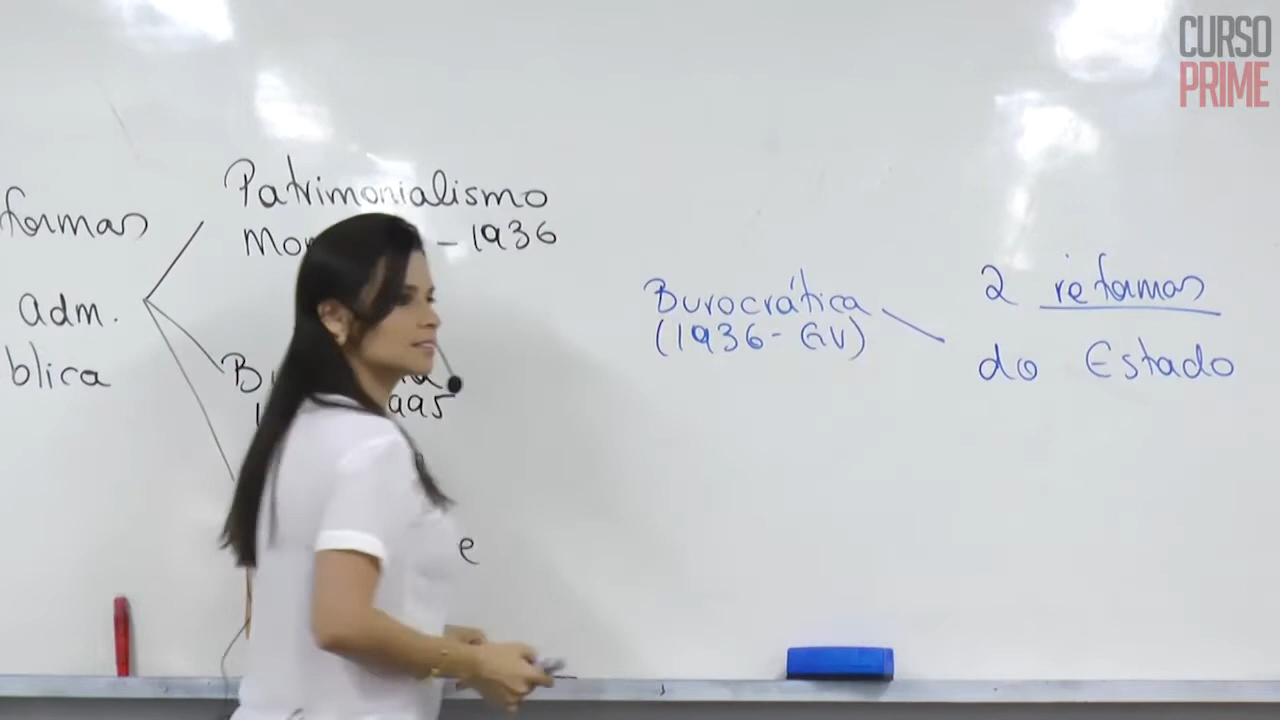 CURSO
PRIME
formas
Adm.
blica
Patrimonialismo
– 1936
Burocrática
(1936 - GV)
2 reformas
do Estado